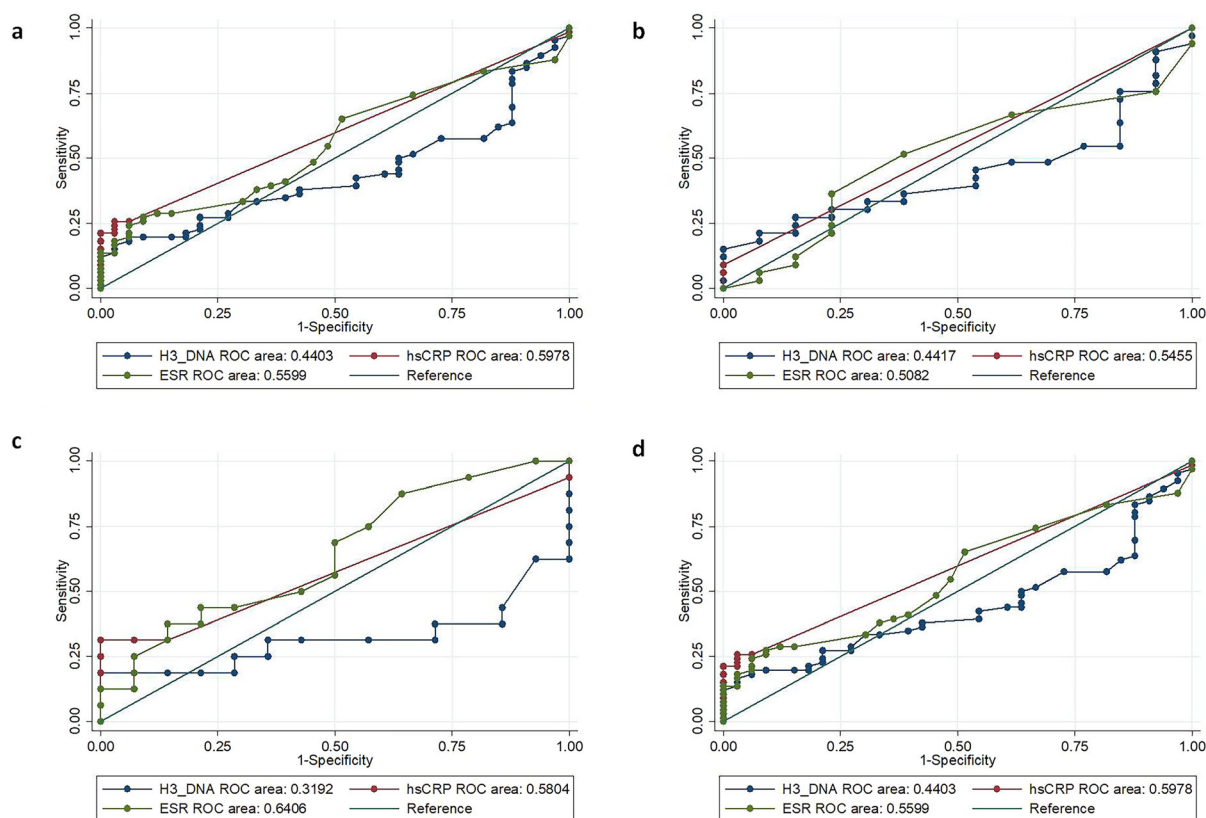 a
1.00
0.75
0.50
0.25
0.00
Sensitivity
0.00 0.25 0.50 0.75 1.00
1-Specificity
H3_DNA ROC area: 0.4403 hsCRP ROC area: 0.5978
ESR ROC area: 0.5599 Reference
b
1.00
0.75
0.50
0.25
0.00
Sensitivity
0.00 0.25 0.50 0.75 1.00
1-Specificity
H3_DNA ROC area: 0.4417 hsCRP ROC area: 0.5455
ESR ROC area: 0.5082 Reference
c
1.00
0.75
0.50
0.25
0.00
Sensitivity
0.00 0.25 0.50 0.75 1.00
1-Specificity
H3_DNA ROC area: 0.3192 hsCRP ROC area: 0.5804
ESR ROC area: 0.6406 Reference
d
1.00
0.75
0.50
0.25
0.00
Sensitivity
0.00 0.25 0.50 0.75 1.00
1-Specificity
H3_DNA ROC area: 0.4403 hsCRP ROC area: 0.5978
ESR ROC area: 0.5599 Reference